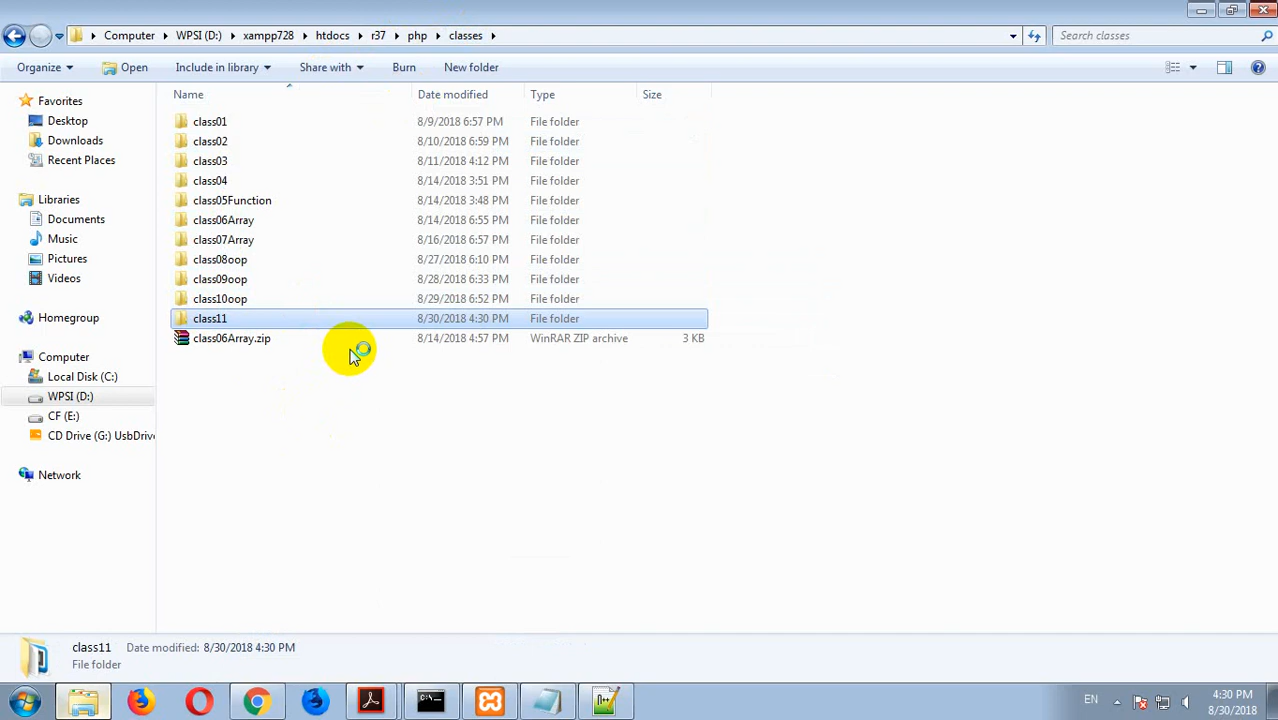 Computer WPSI (D:) xampp728 htdocs r37 php classes Search classes
Organize Open Include in library Share with Burn New folder
Name Date modified Type Size
Favorites
Desktop
Downloads
Recent Places
Libraries
Documents
Music
Pictures
Videos
Homegroup
Computer
Local Disk (C:)
WPSI (D:)
CF (E:)
CD Drive (G:) UsbDrive
Network
class01 8/9/2018 6:57 PM File folder
class02 8/10/2018 6:59 PM File folder
class03 8/11/2018 4:12 PM File folder
class04 8/14/2018 3:51 PM File folder
class05Function 8/14/2018 3:48 PM File folder
class06Array 8/14/2018 6:55 PM File folder
class07Array 8/16/2018 6:57 PM File folder
class08oop 8/27/2018 6:10 PM File folder
class09oop 8/28/2018 6:33 PM File folder
class10oop 8/29/2018 6:52 PM File folder
class11 8/30/2018 4:30 PM File folder
class06Array.zip 8/14/2018 4:57 PM WinRAR ZIP archive 3 KB
class11 Date modified: 8/30/2018 4:30 PM
File folder
EN
4:30 PM
8/30/2018